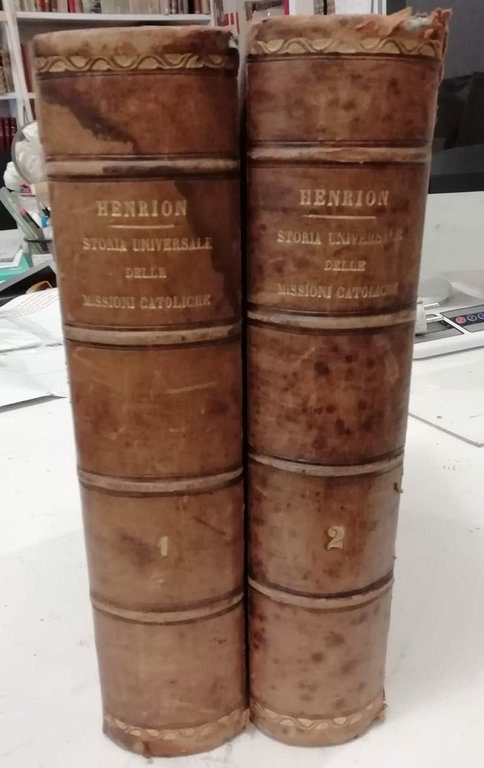 HENRION
STORIA UNIVERSALE
DELLE
MISSIONI CATOLICHE
1
HENRION
STORIA UNIVERSALE
DELLE
MISSIONI CATOLICHE
2